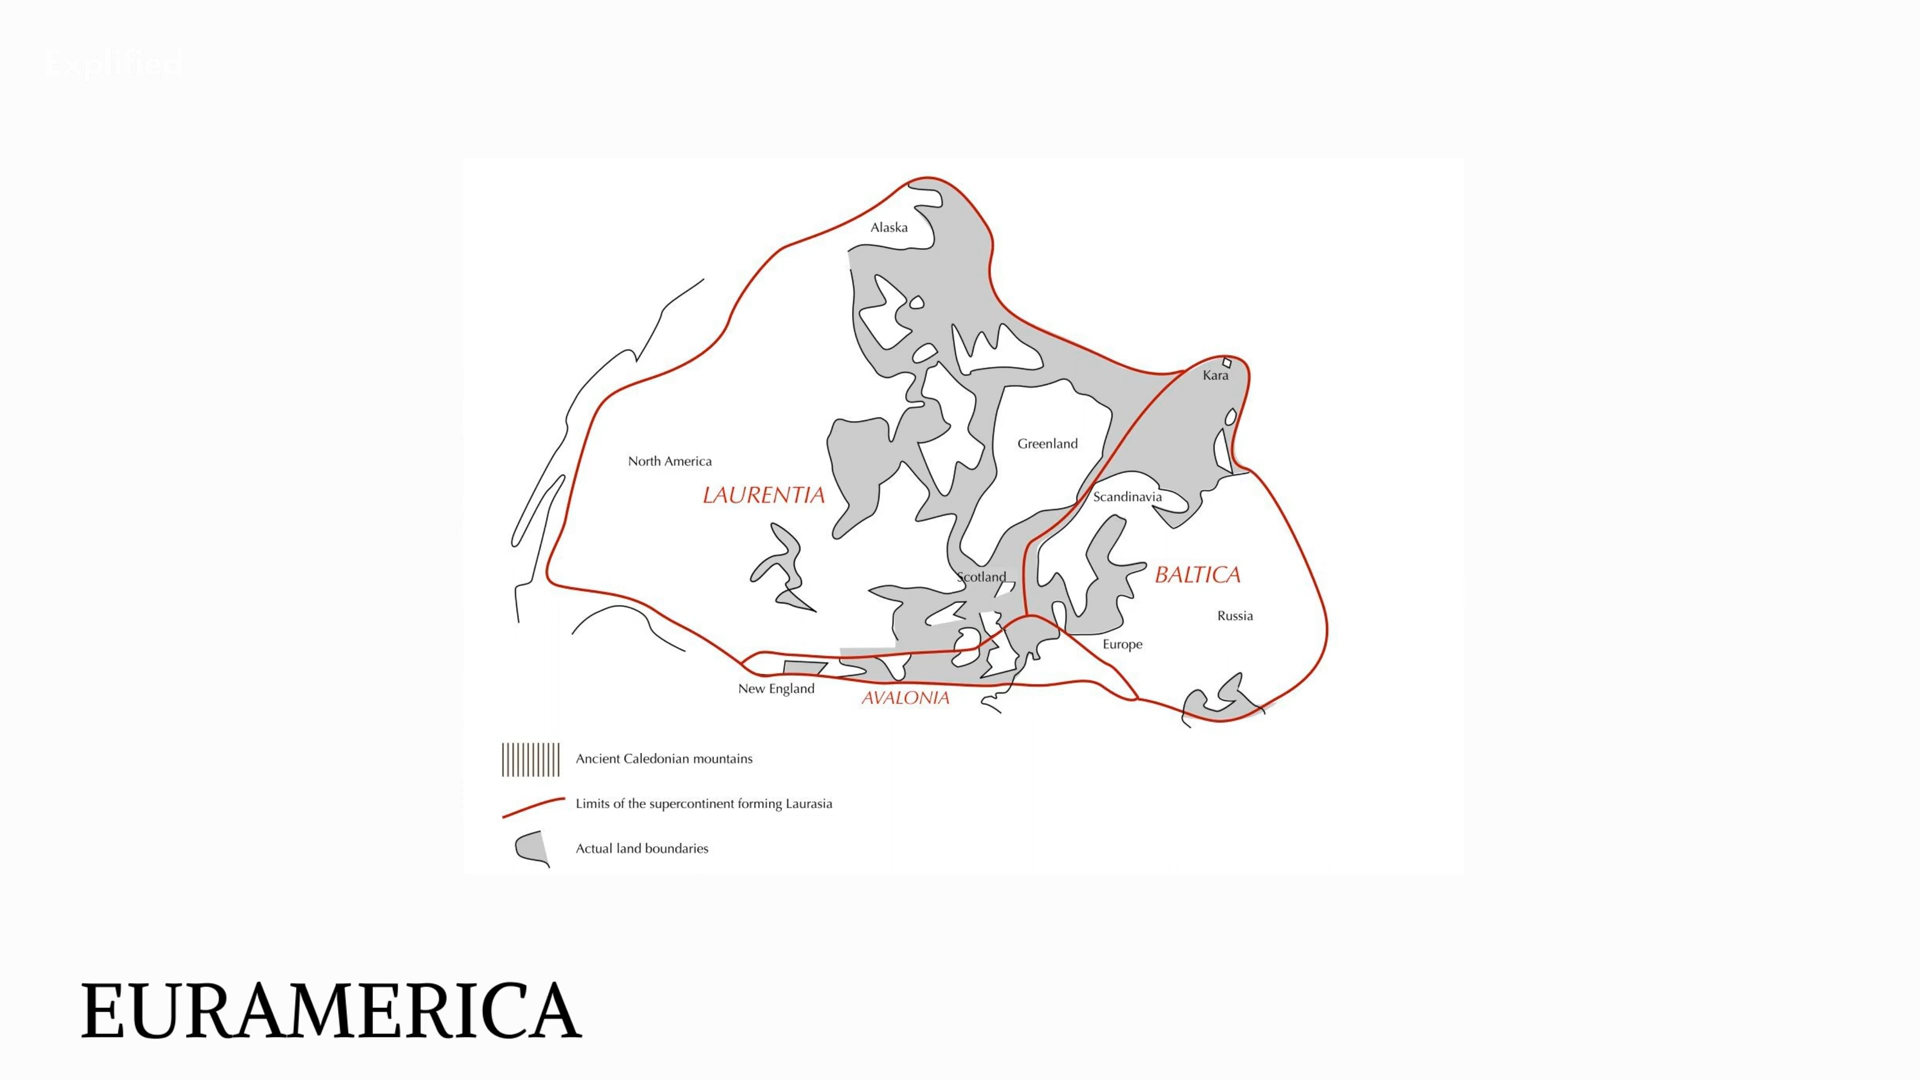 Explified
Alaska
Kara
Greenland
North America
LAURENTIA
Scandinavia
Scotland
BALTICA
Russia
Europe
New England
AVALONIA
Ancient Caledonian mountains
Limits of the supercontinent forming Laurasia
Actual land boundaries
EURAMERICA